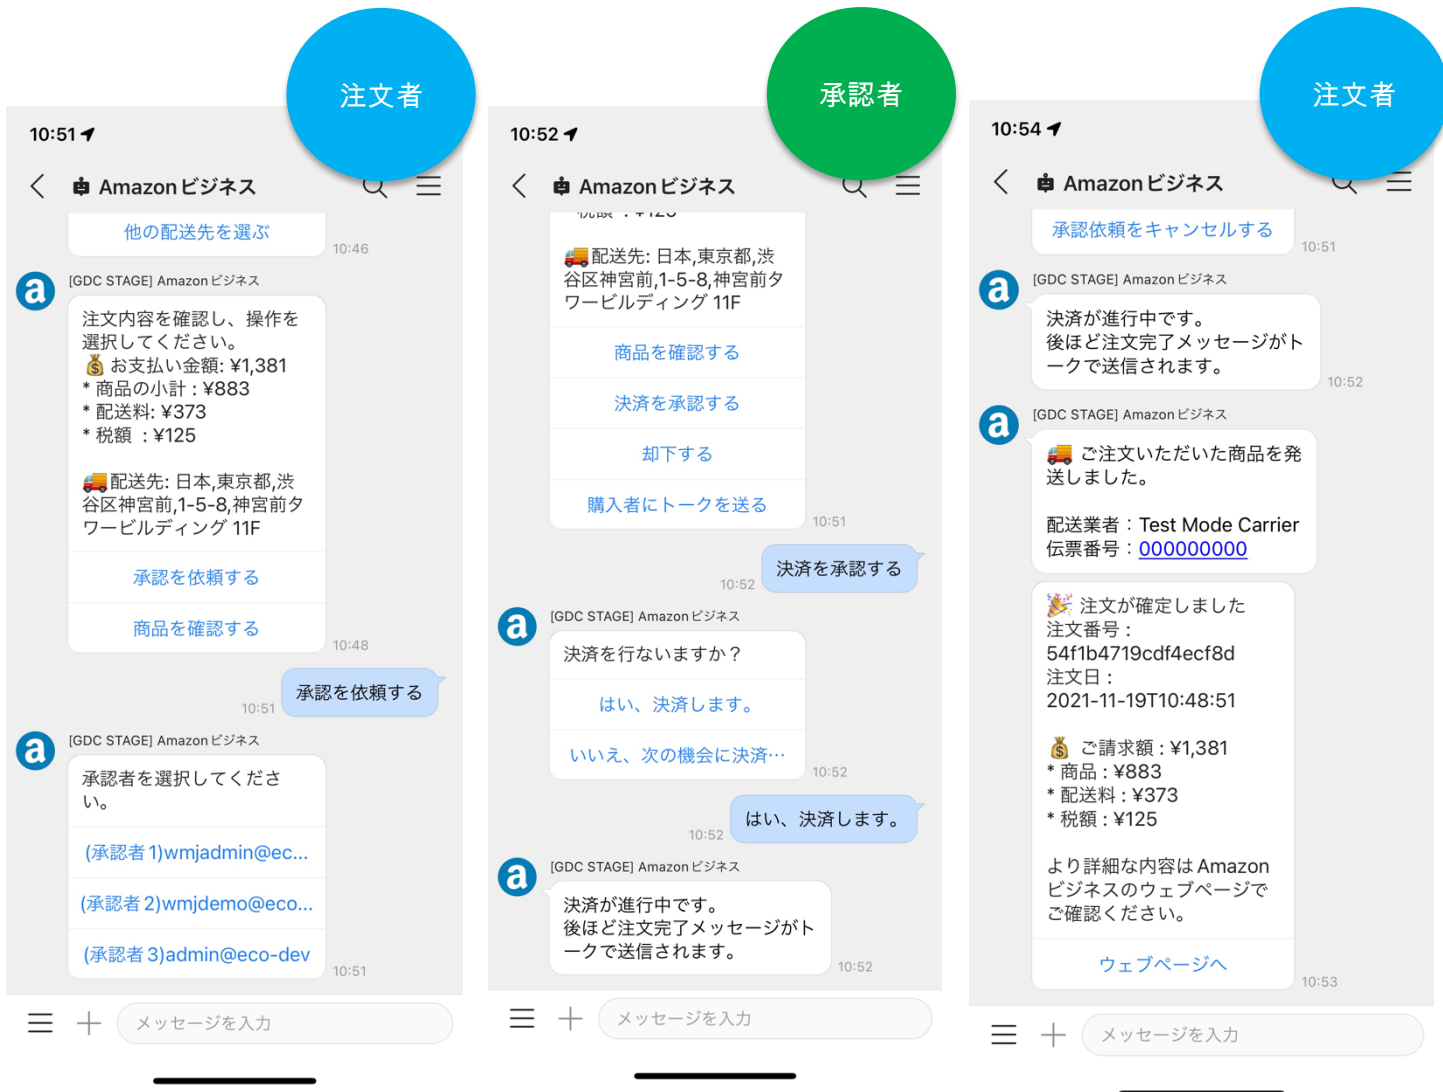 注文者
10:51
Amazonビジネス
他の配送先を選ぶ
10:46
[GDC STAGE] Amazonビジネス
注文内容を確認し、操作を
選択してください。
お支払い金額: ¥1,381
* 商品の小計 : ¥883
* 配送料: ¥373
* 税額 : ¥125
配送先: 日本,東京都,渋
谷区神宮前,1-5-8,神宮前タ
ワービルディング 11F
承認を依頼する
商品を確認する
10:48
承認を依頼する
10:51
[GDC STAGE] Amazonビジネス
承認者を選択してくださ
い。
(承認者1)wmjadmin@ec...
(承認者2)wmjdemo@eco...
(承認者3)admin@eco-dev
10:51
メッセージを入力
承認者
10:52
Amazonビジネス
税額 : ¥125
配送先: 日本,東京都,渋
谷区神宮前,1-5-8,神宮前タ
ワービルディング 11F
商品を確認する
決済を承認する
却下する
購入者にトークを送る
10:51
決済を承認する
10:52
[GDC STAGE] Amazonビジネス
決済を行ないますか？
はい、決済します。
いいえ、次の機会に決済…
10:52
はい、決済します。
10:52
[GDC STAGE] Amazonビジネス
決済が進行中です。
後ほど注文完了メッセージがト
ークで送信されます。
10:52
メッセージを入力
注文者
10:54
Amazonビジネス
承認依頼をキャンセルする
10:51
[GDC STAGE] Amazonビジネス
決済が進行中です。
後ほど注文完了メッセージがト
ークで送信されます。
10:52
[GDC STAGE] Amazonビジネス
ご注文いただいた商品を発
送しました。
配送業者：Test Mode Carrier
伝票番号：000000000
注文が確定しました
注文番号 :
54f1b4719cdf4ecf8d
注文日 :
2021-11-19T10:48:51
ご請求額 : ¥1,381
* 商品 : ¥883
* 配送料 : ¥373
* 税額 : ¥125
より詳細な内容はAmazon
ビジネスのウェブページで
ご確認ください。
ウェブページへ
10:53
メッセージを入力